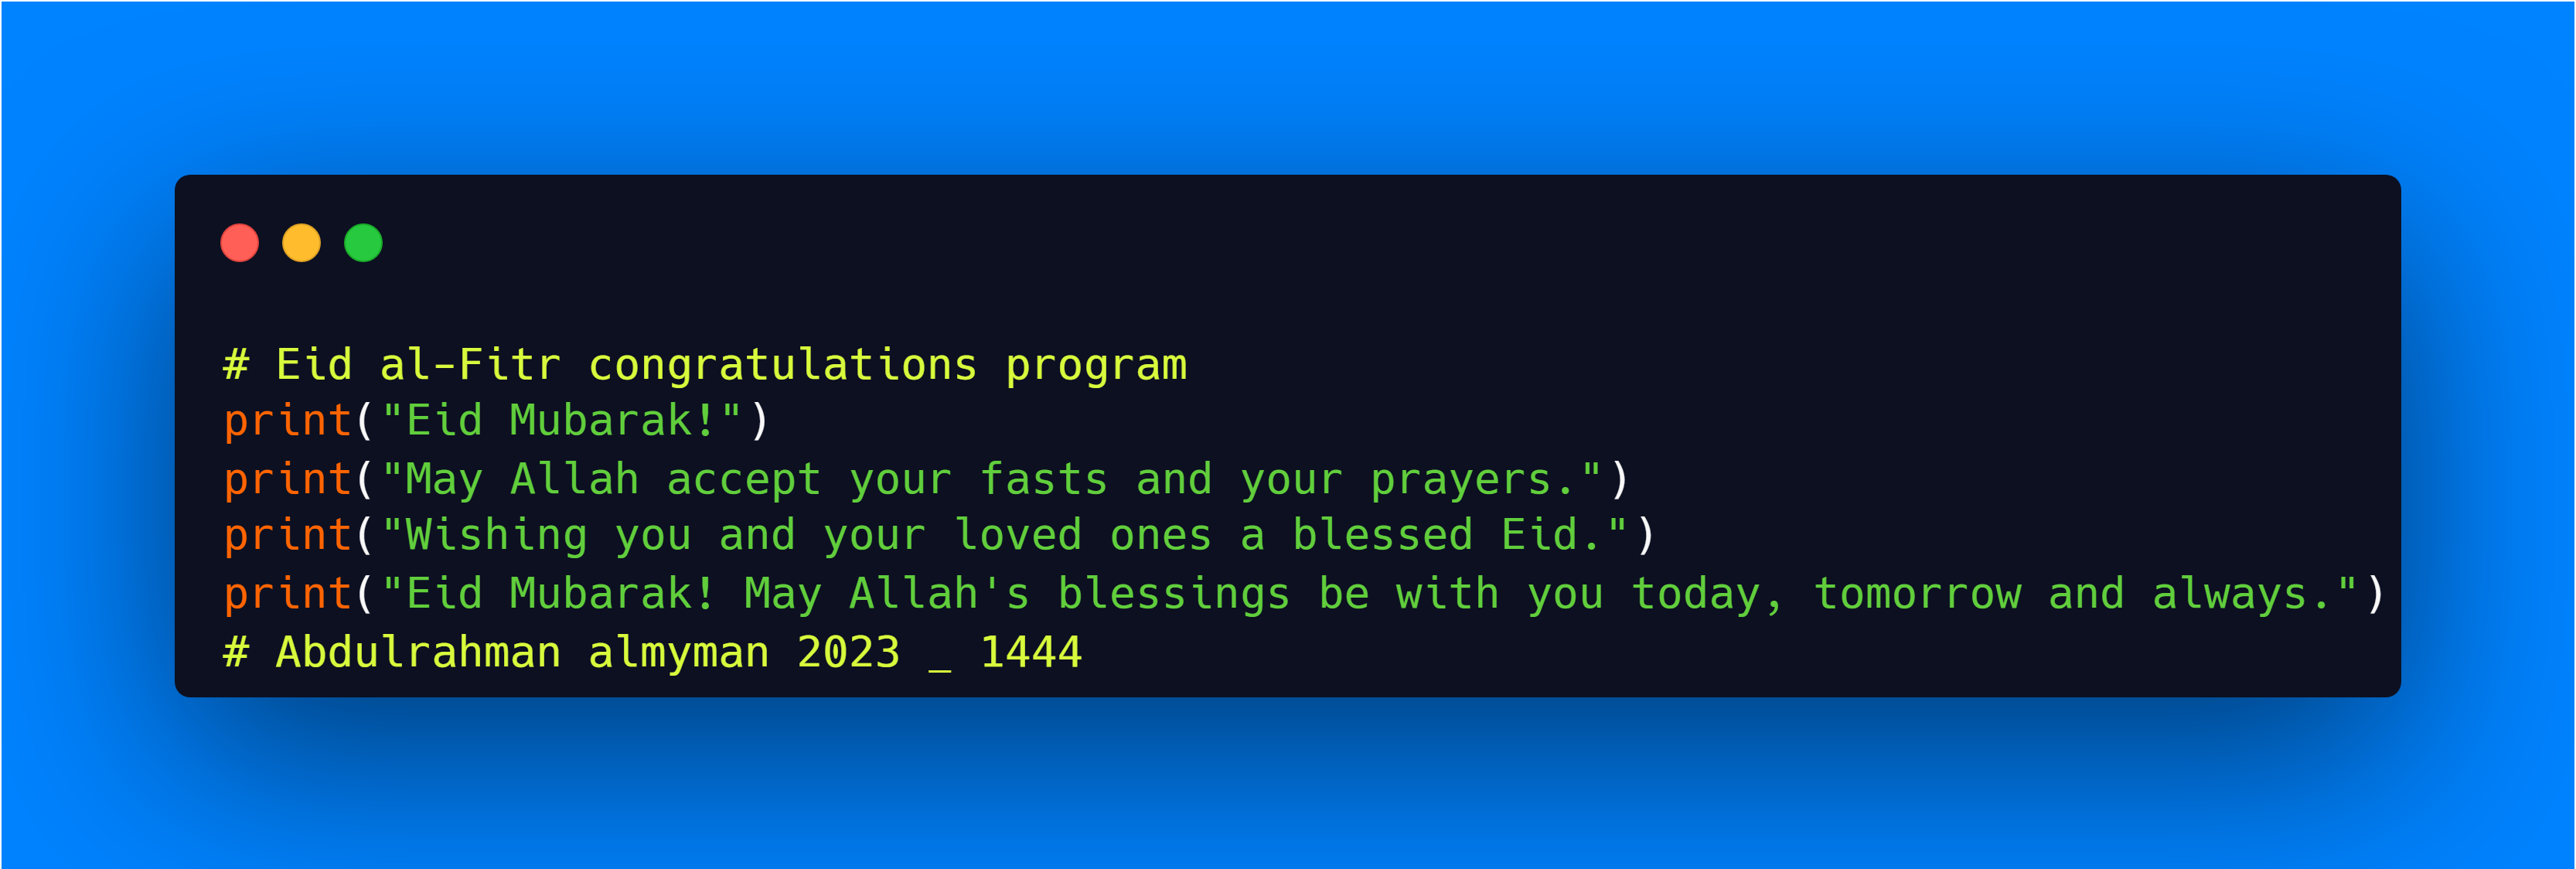 # Eid al-Fitr congratulations program
print("Eid Mubarak!")
print("May Allah accept your fasts and your prayers.")
print("Wishing you and your loved ones a blessed Eid.")
print("Eid Mubarak! May Allah's blessings be with you today, tomorrow and always.")
# Abdulrahman almyman 2023 _ 1444